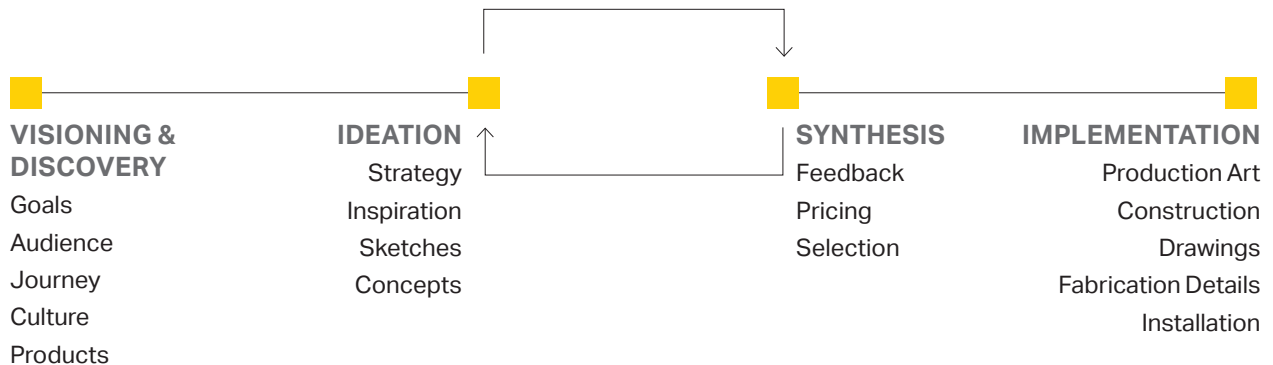 VISIONING &
DISCOVERY
Goals
Audience
Journey
Culture
Products
IDEATION
Strategy
Inspiration
Sketches
Concepts
SYNTHESIS
Feedback
Pricing
Selection
IMPLEMENTATION
Production Art
Construction
Drawings
Fabrication Details
Installation